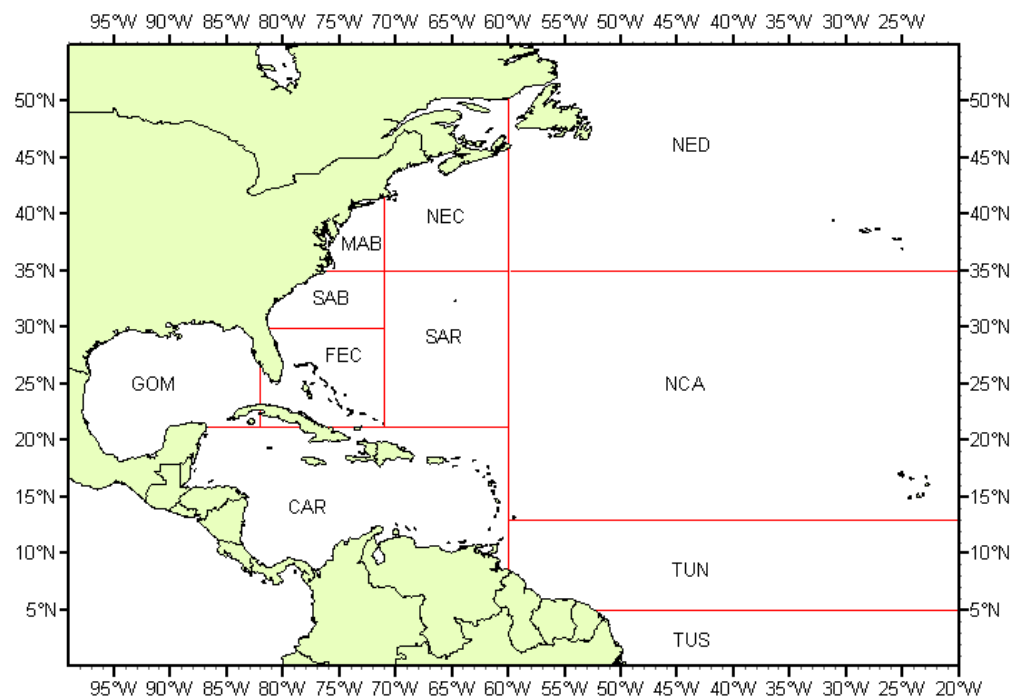 95°W 90°W 85°W 80°W 75°W 70°W 65°W 60°W 55°W 50°W 45°W 40°W 35°W 30°W 25°W
50°N 50°N
NED
45°N 45°N
40°N NEC 40°N
MAB
35°N 35°N
SAB
30°N SAR 30°N
FEC
25°N GOM NCA 25°N
20°N 20°N
15°N CAR 15°N
10°N 10°N
TUN
5°N 5°N
TUS
95°W 90°W 85°W 80°W 75°W 70°W 65°W 60°W 55°W 50°W 45°W 40°W 35°W 30°W 25°W 20°W